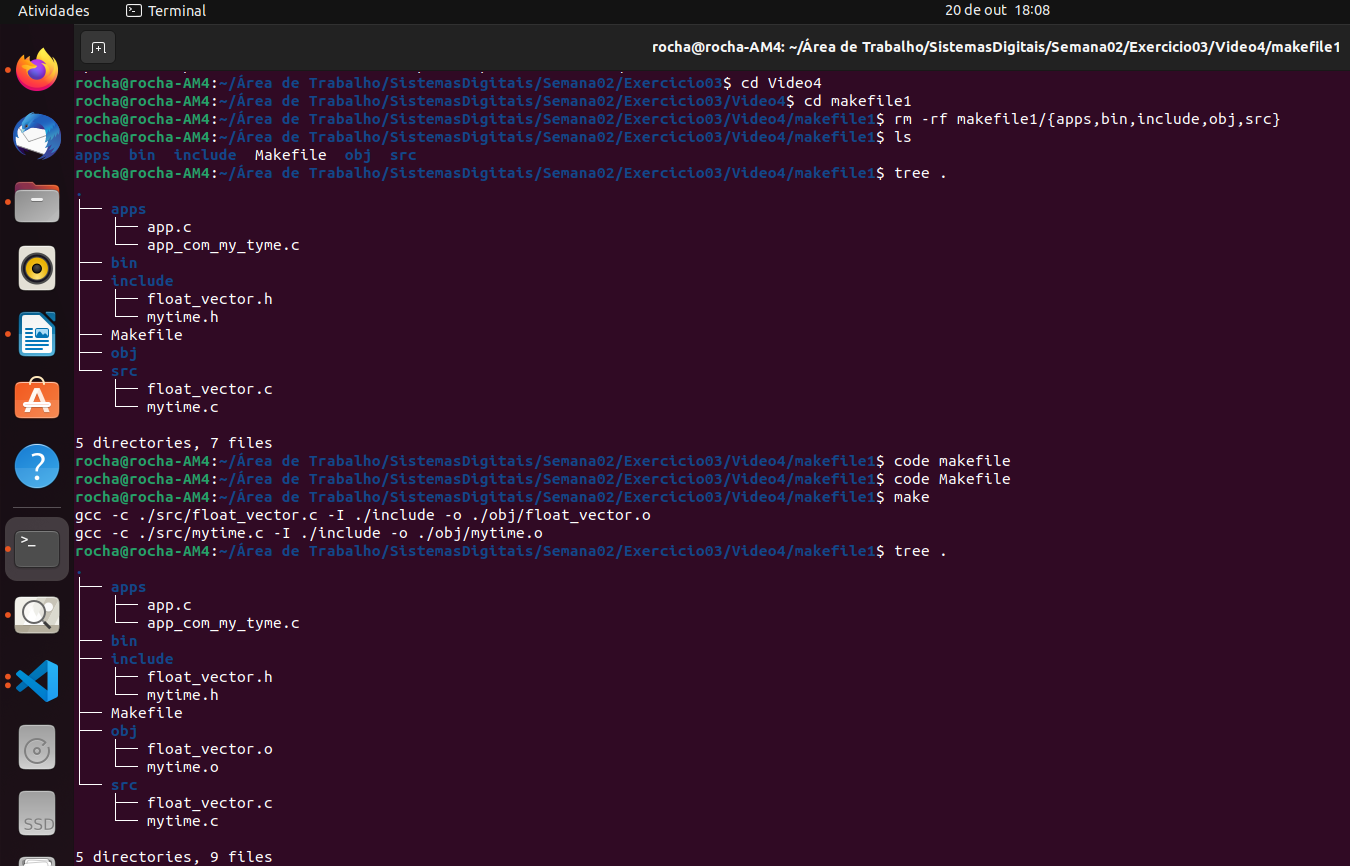 Atividades Terminal 20 de out 18:08
rocha@rocha-AM4: ~/Área de Trabalho/SistemasDigitais/Semana02/Exercicio03/Video4/makefile1
rocha@rocha-AM4:~/Área de Trabalho/SistemasDigitais/Semana02/Exercicio03$ cd Video4
rocha@rocha-AM4:~/Área de Trabalho/SistemasDigitais/Semana02/Exercicio03/Video4$ cd makefile1
rocha@rocha-AM4:~/Área de Trabalho/SistemasDigitais/Semana02/Exercicio03/Video4/makefile1$ rm -rf makefile1/{apps,bin,include,obj,src}
rocha@rocha-AM4:~/Área de Trabalho/SistemasDigitais/Semana02/Exercicio03/Video4/makefile1$ ls
apps bin include Makefile obj src
rocha@rocha-AM4:~/Área de Trabalho/SistemasDigitais/Semana02/Exercicio03/Video4/makefile1$ tree .
.
├── apps
│   ├── app.c
│   └── app_com_my_tyme.c
├── bin
├── include
│   ├── float_vector.h
│   └── mytime.h
├── Makefile
├── obj
└── src
    ├── float_vector.c
    └── mytime.c
5 directories, 7 files
rocha@rocha-AM4:~/Área de Trabalho/SistemasDigitais/Semana02/Exercicio03/Video4/makefile1$ code makefile
rocha@rocha-AM4:~/Área de Trabalho/SistemasDigitais/Semana02/Exercicio03/Video4/makefile1$ code Makefile
rocha@rocha-AM4:~/Área de Trabalho/SistemasDigitais/Semana02/Exercicio03/Video4/makefile1$ make
gcc -c ./src/float_vector.c -I ./include -o ./obj/float_vector.o
gcc -c ./src/mytime.c -I ./include -o ./obj/mytime.o
rocha@rocha-AM4:~/Área de Trabalho/SistemasDigitais/Semana02/Exercicio03/Video4/makefile1$ tree .
.
├── apps
│   ├── app.c
│   └── app_com_my_tyme.c
├── bin
├── include
│   ├── float_vector.h
│   └── mytime.h
├── Makefile
├── obj
│   ├── float_vector.o
│   └── mytime.o
└── src
    ├── float_vector.c
    └── mytime.c
SSD
5 directories, 9 files